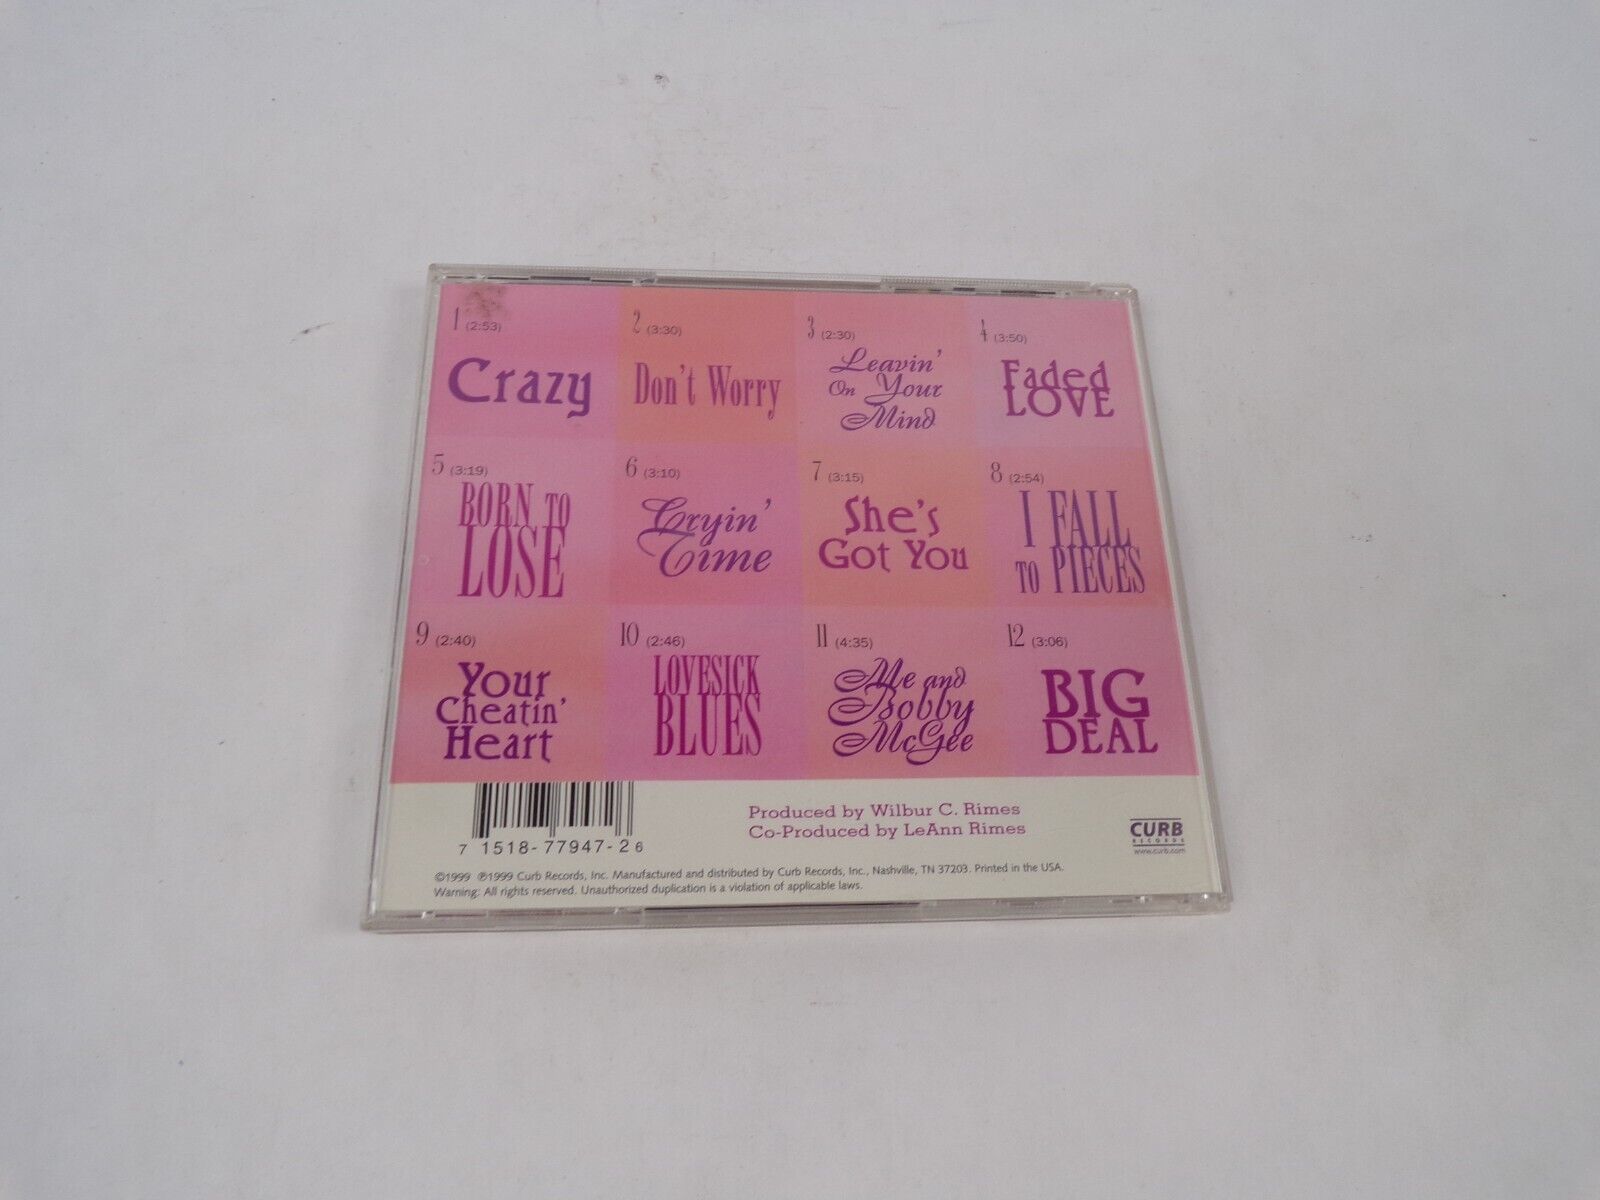 1 (2:53)
Crazy
2 (3:30)
Don't Worry
3 (2:30)
Leavin'
On Your
Mind
4 (3:50)
Faded
LOVE
5 (3:19)
BORN TO
LOSE
6 (3:10)
Cryin'
Time
7 (3:15)
She's
Got You
8 (2:54)
I FALL
TO PIECES
9 (2:40)
Your
Cheatin'
Heart
10 (2:46)
LOVESICK
BLUES
11 (4:35)
Me and
Bobby
McGee
12 (3:06)
BIG
DEAL
7 1518-77947-2 6
Produced by Wilbur C. Rimes
Co-Produced by LeAnn Rimes
CURB
RECORDS
www.curb.com
©1999 ℗1999 Curb Records, Inc. Manufactured and distributed by Curb Records, Inc., Nashville, TN 37203. Printed in the USA.
Warning: All rights reserved. Unauthorized duplication is a violation of applicable laws.